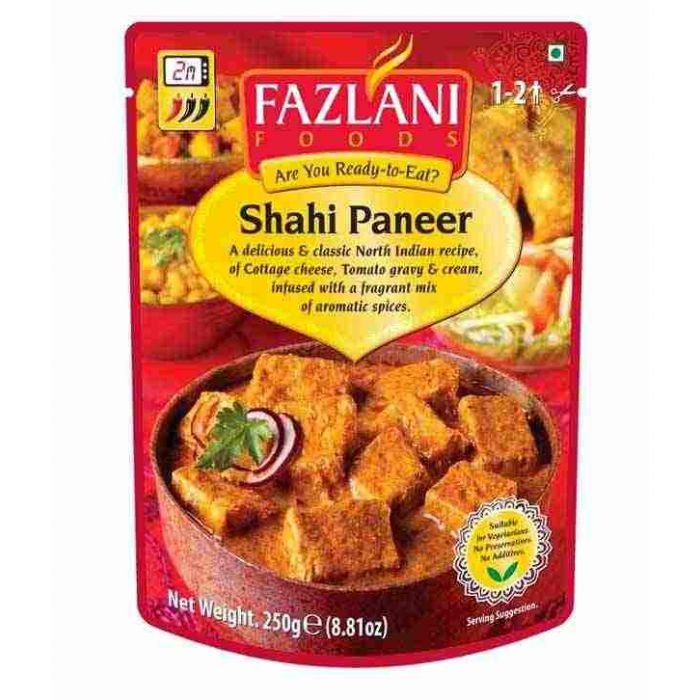 2m
1-2
FAZLANI
FOODS
Are You Ready-to-Eat?
Shahi Paneer
A delicious & classic North Indian recipe,
of Cottage cheese, Tomato gravy & cream,
infused with a fragrant mix
of aromatic spices.
Suitable
for Vegetarians.
No Preservatives.
No Additives.
Net Weight. 250g℮(8.81oz)
Serving Suggestion.